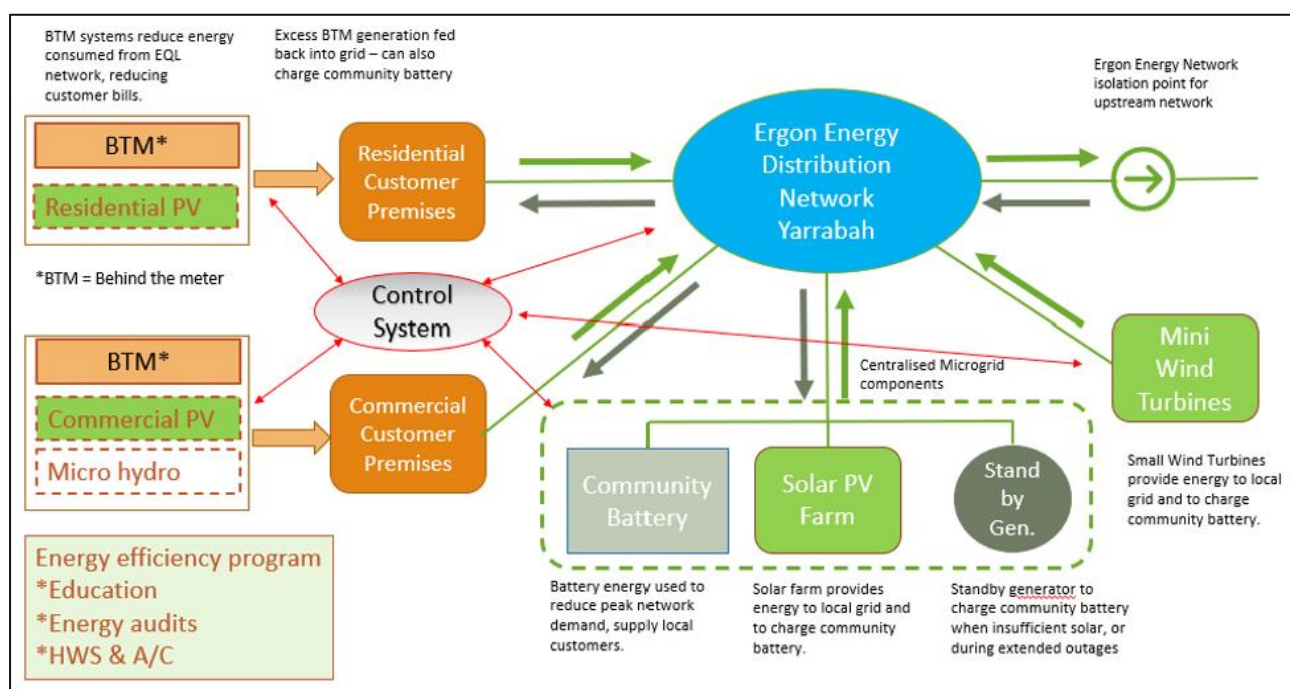 BTM systems reduce energy
consumed from EQL
network, reducing
customer bills.
Excess BTM generation fed
back into grid – can also
charge community battery
Ergon Energy Network
isolation point for
upstream network
BTM*
Residential PV
Residential
Customer
Premises
Ergon Energy
Distribution
Network
Yarrabah
*BTM = Behind the meter
Control
System
BTM*
Commercial PV
Micro hydro
Commercial
Customer
Premises
Centralised Microgrid
components
Mini
Wind
Turbines
Community
Battery
Solar PV
Farm
Stand
by
Gen.
Small Wind Turbines
provide energy to local
grid and to charge
community battery.
Energy efficiency program
*Education
*Energy audits
*HWS & A/C
Battery energy used to
reduce peak network
demand, supply local
customers.
Solar farm provides
energy to local grid and
to charge community
battery.
Standby generator to
charge community battery
when insufficient solar, or
during extended outages